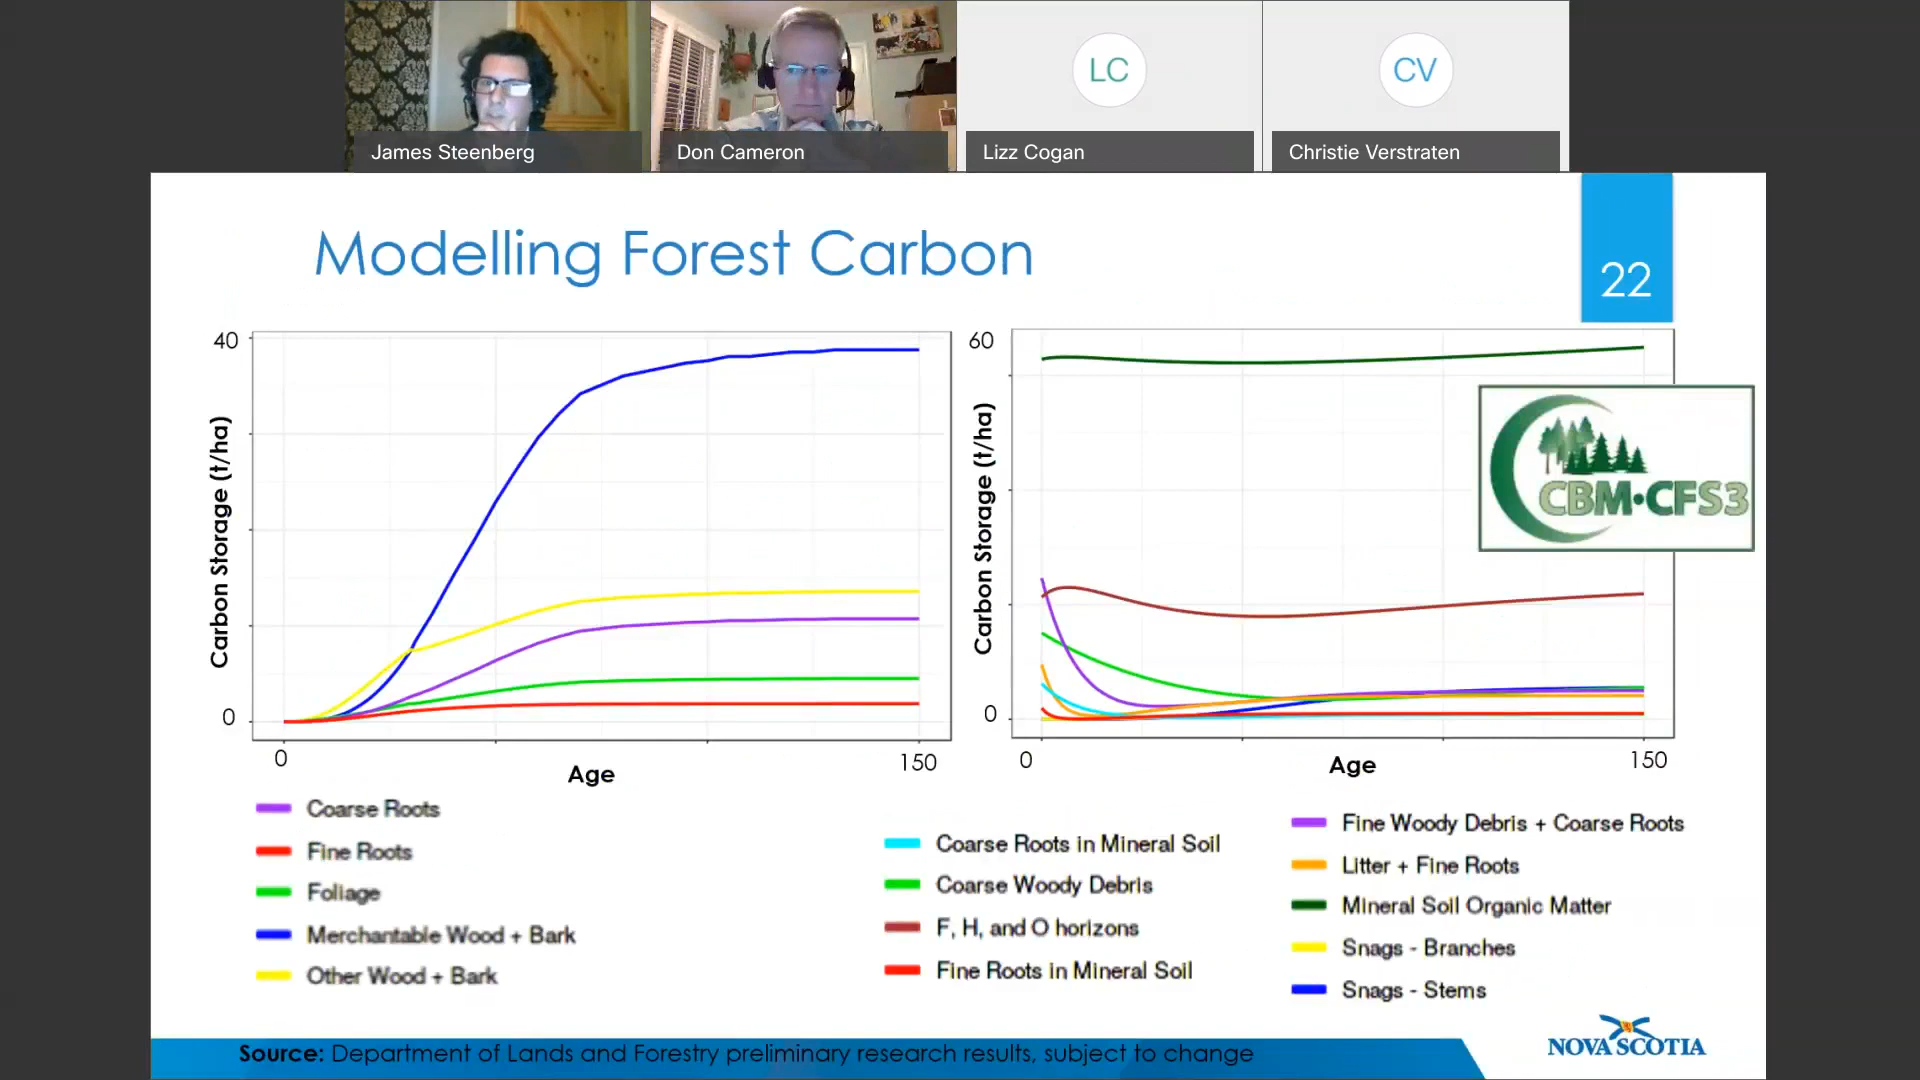 LC
CV
James Steenberg
Don Cameron
Lizz Cogan
Christie Verstraten
Modelling Forest Carbon
22
40
Carbon Storage (t/ha)
0
0
Age
150
60
Carbon Storage (t/ha)
0
0
Age
150
CBM•CFS3
Coarse Roots
Fine Roots
Foliage
Merchantable Wood + Bark
Other Wood + Bark
Coarse Roots in Mineral Soil
Coarse Woody Debris
F, H, and O horizons
Fine Roots in Mineral Soil
Fine Woody Debris + Coarse Roots
Litter + Fine Roots
Mineral Soil Organic Matter
Snags - Branches
Snags - Stems
Source: Department of Lands and Forestry preliminary research results, subject to change
NOVA SCOTIA